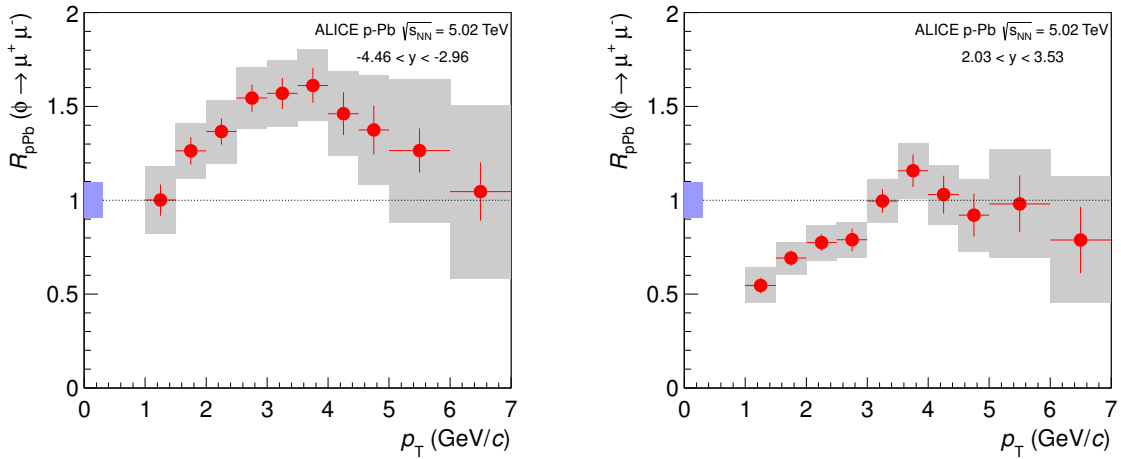 ALICE p-Pb √s_NN = 5.02 TeV
-4.46 < y < -2.96
R_pPb (ϕ → μ⁺ μ⁻)
2
1.5
1
0.5
0
0 1 2 3 4 5 6 7
p_T (GeV/c)
ALICE p-Pb √s_NN = 5.02 TeV
2.03 < y < 3.53
R_pPb (ϕ → μ⁺ μ⁻)
2
1.5
1
0.5
0
0 1 2 3 4 5 6 7
p_T (GeV/c)